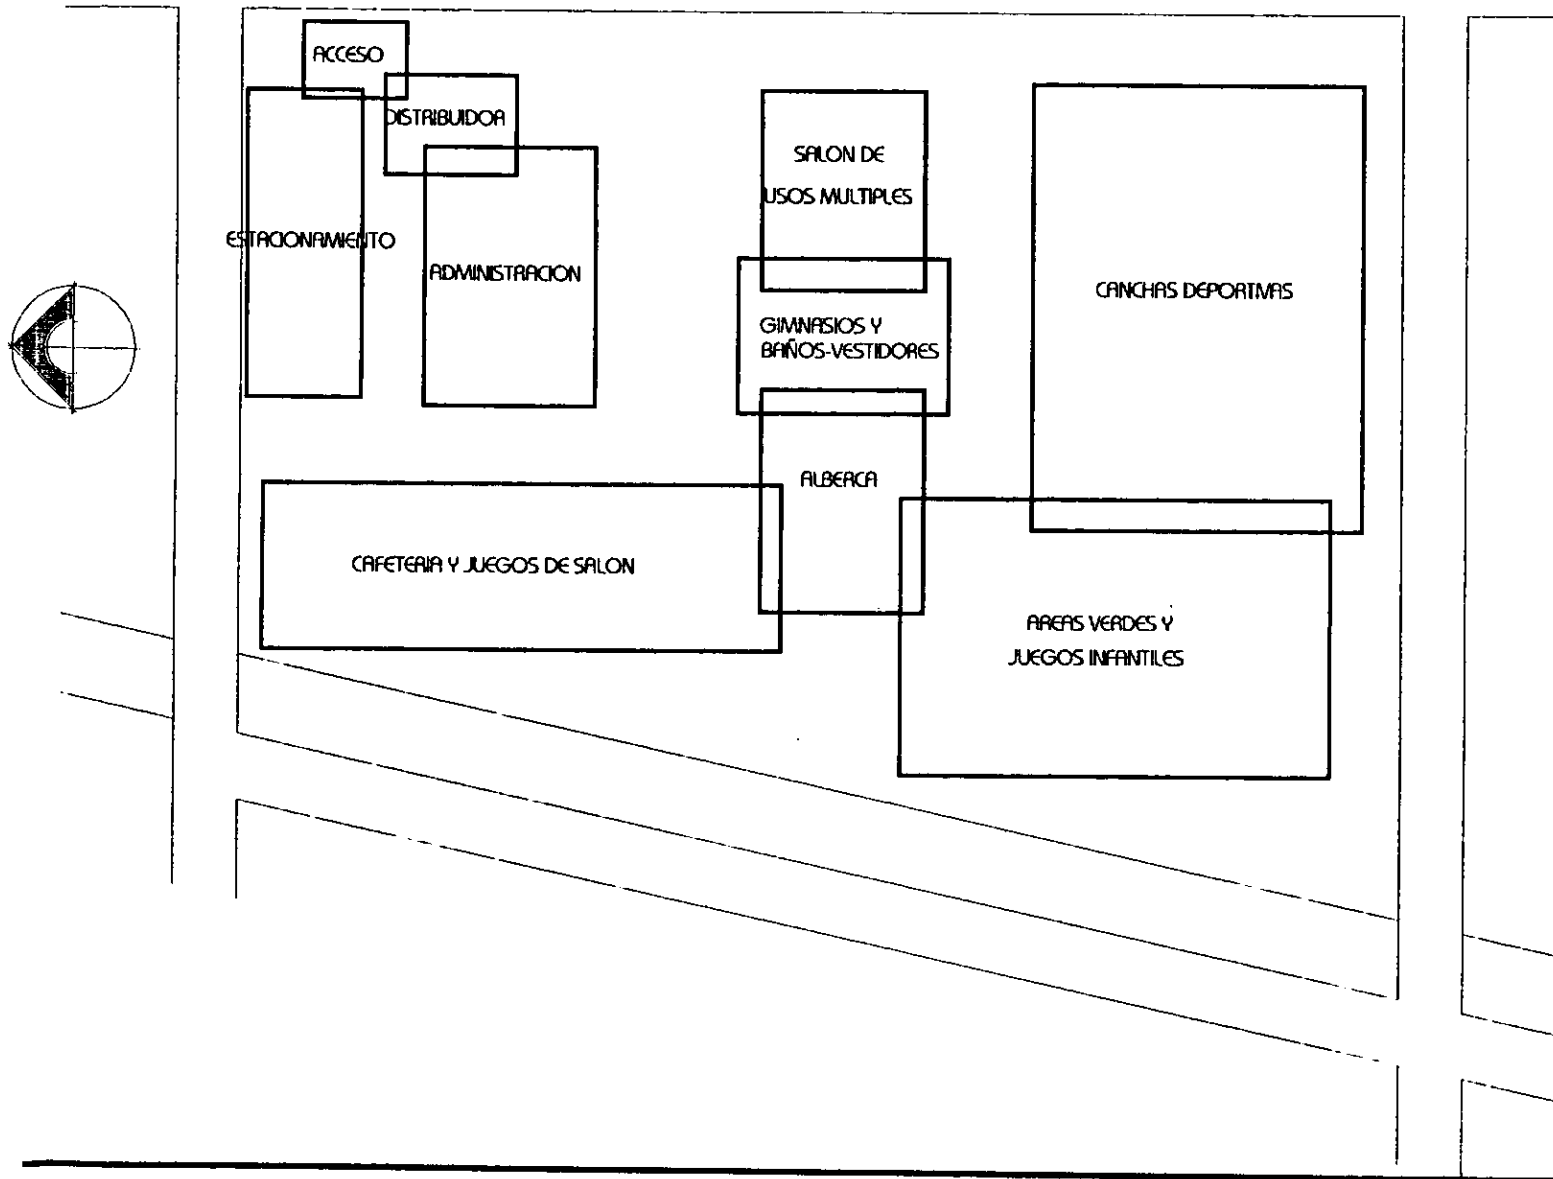 ACCESO
DISTRIBUIDOR
ESTACIONAMIENTO
ADMINISTRACION
SALON DE
USOS MULTIPLES
GIMNASIOS Y
BAÑOS-VESTIDORES
CANCHAS DEPORTIVAS
ALBERCA
CAFETERIA Y JUEGOS DE SALON
AREAS VERDES Y
JUEGOS INFANTILES